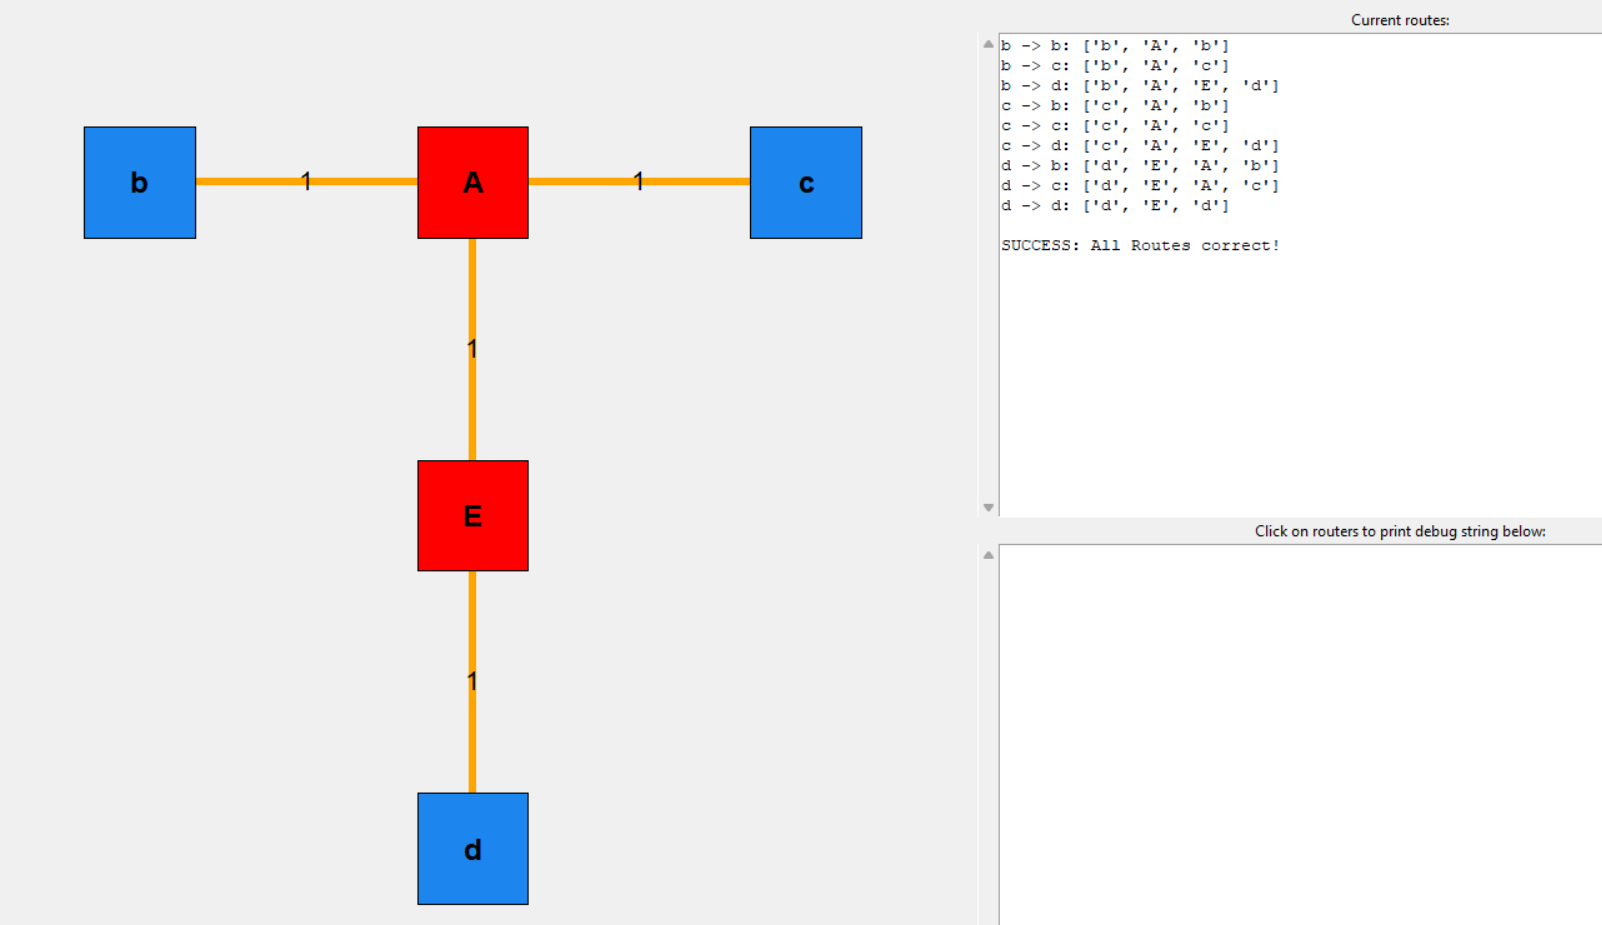 Current routes:
b -> b: ['b', 'A', 'b']
b -> c: ['b', 'A', 'c']
b -> d: ['b', 'A', 'E', 'd']
c -> b: ['c', 'A', 'b']
c -> c: ['c', 'A', 'c']
c -> d: ['c', 'A', 'E', 'd']
d -> b: ['d', 'E', 'A', 'b']
d -> c: ['d', 'E', 'A', 'c']
d -> d: ['d', 'E', 'd']
SUCCESS: All Routes correct!
Click on routers to print debug string below:
b 1 A 1 c
1
E
1
d